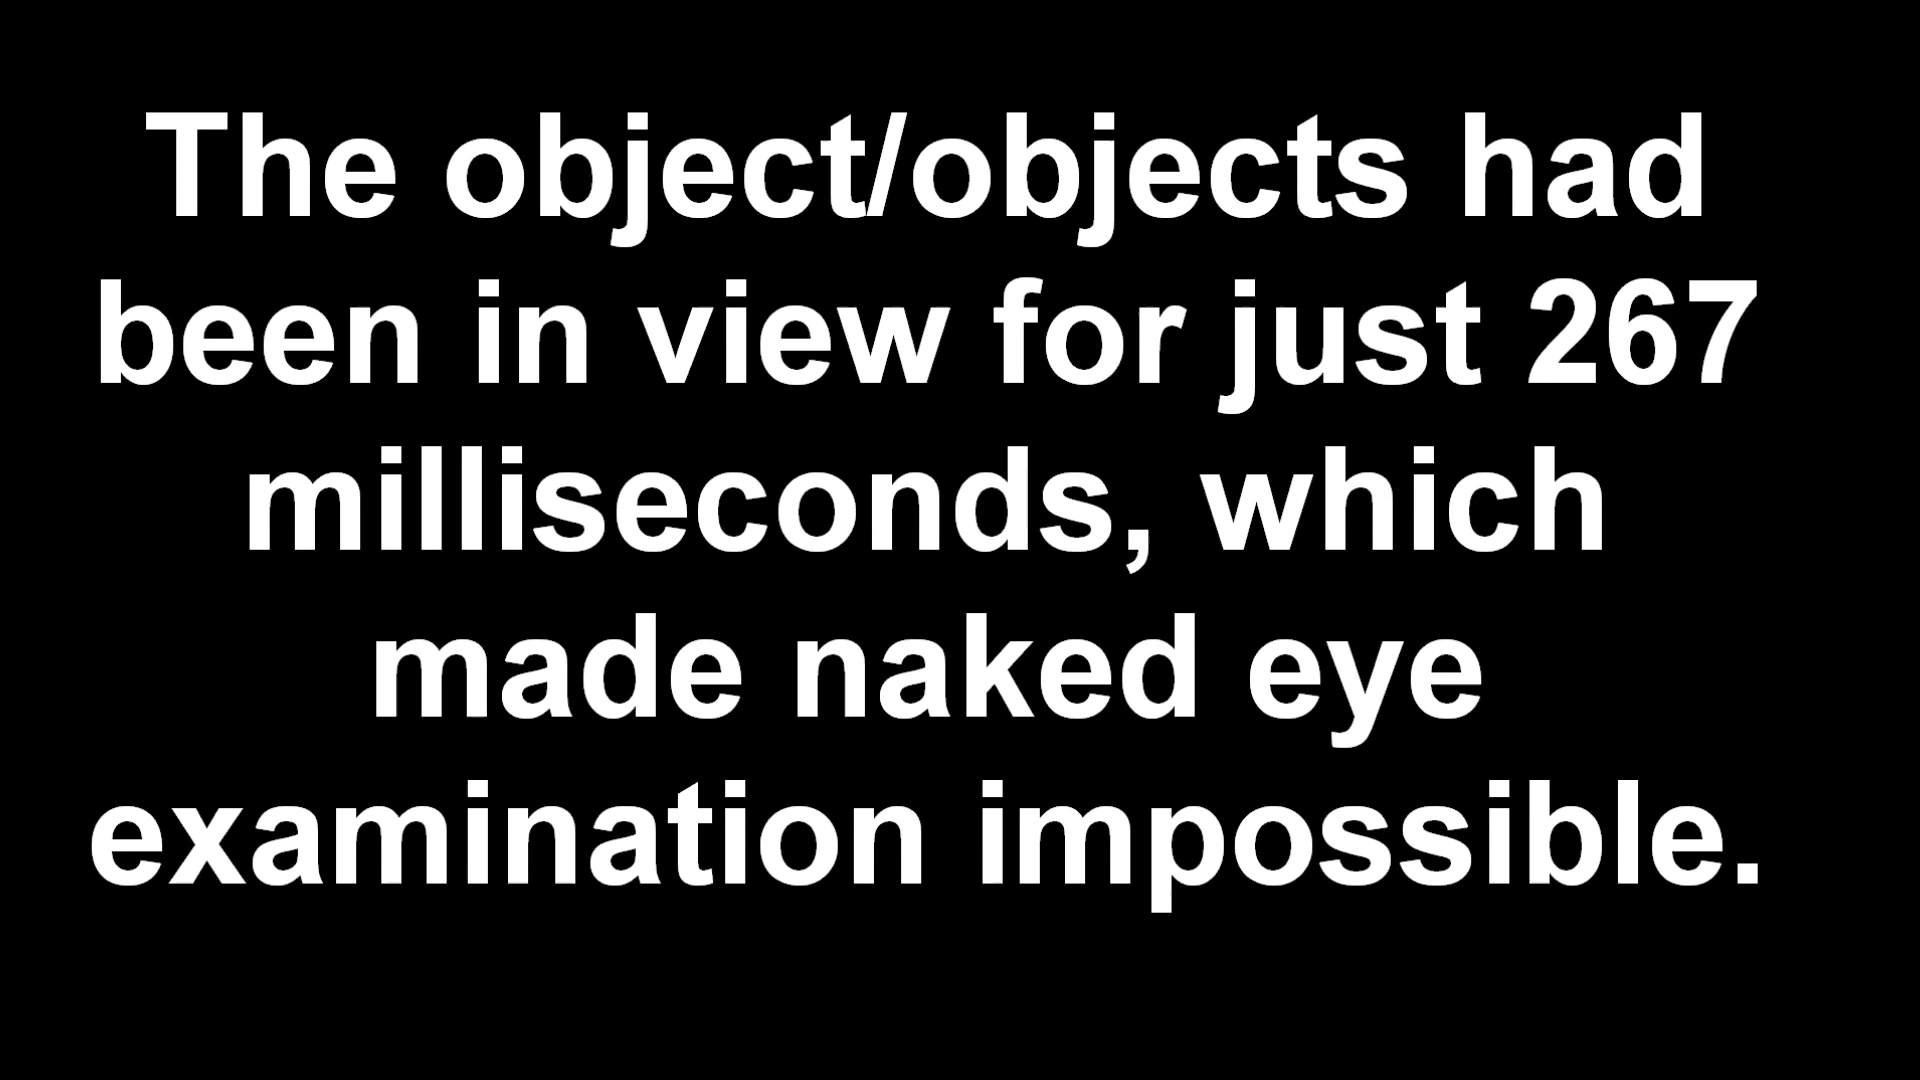 The object/objects had
been in view for just 267
milliseconds, which
made naked eye
examination impossible.